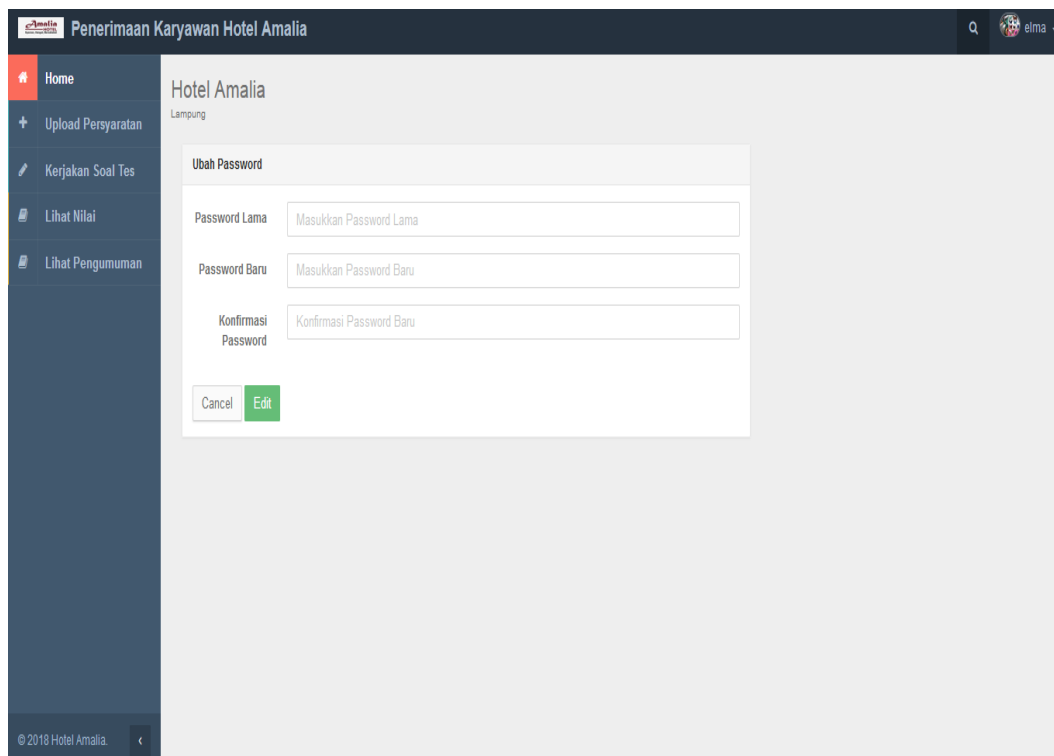 Amalia
HOTEL
Penerimaan Karyawan Hotel Amalia
elma
Home
Upload Persyaratan
Kerjakan Soal Tes
Lihat Nilai
Lihat Pengumuman
Hotel Amalia
Lampung
Ubah Password
Password Lama
Masukkan Password Lama
Password Baru
Masukkan Password Baru
Konfirmasi
Password
Konfirmasi Password Baru
Cancel
Edit
© 2018 Hotel Amalia.